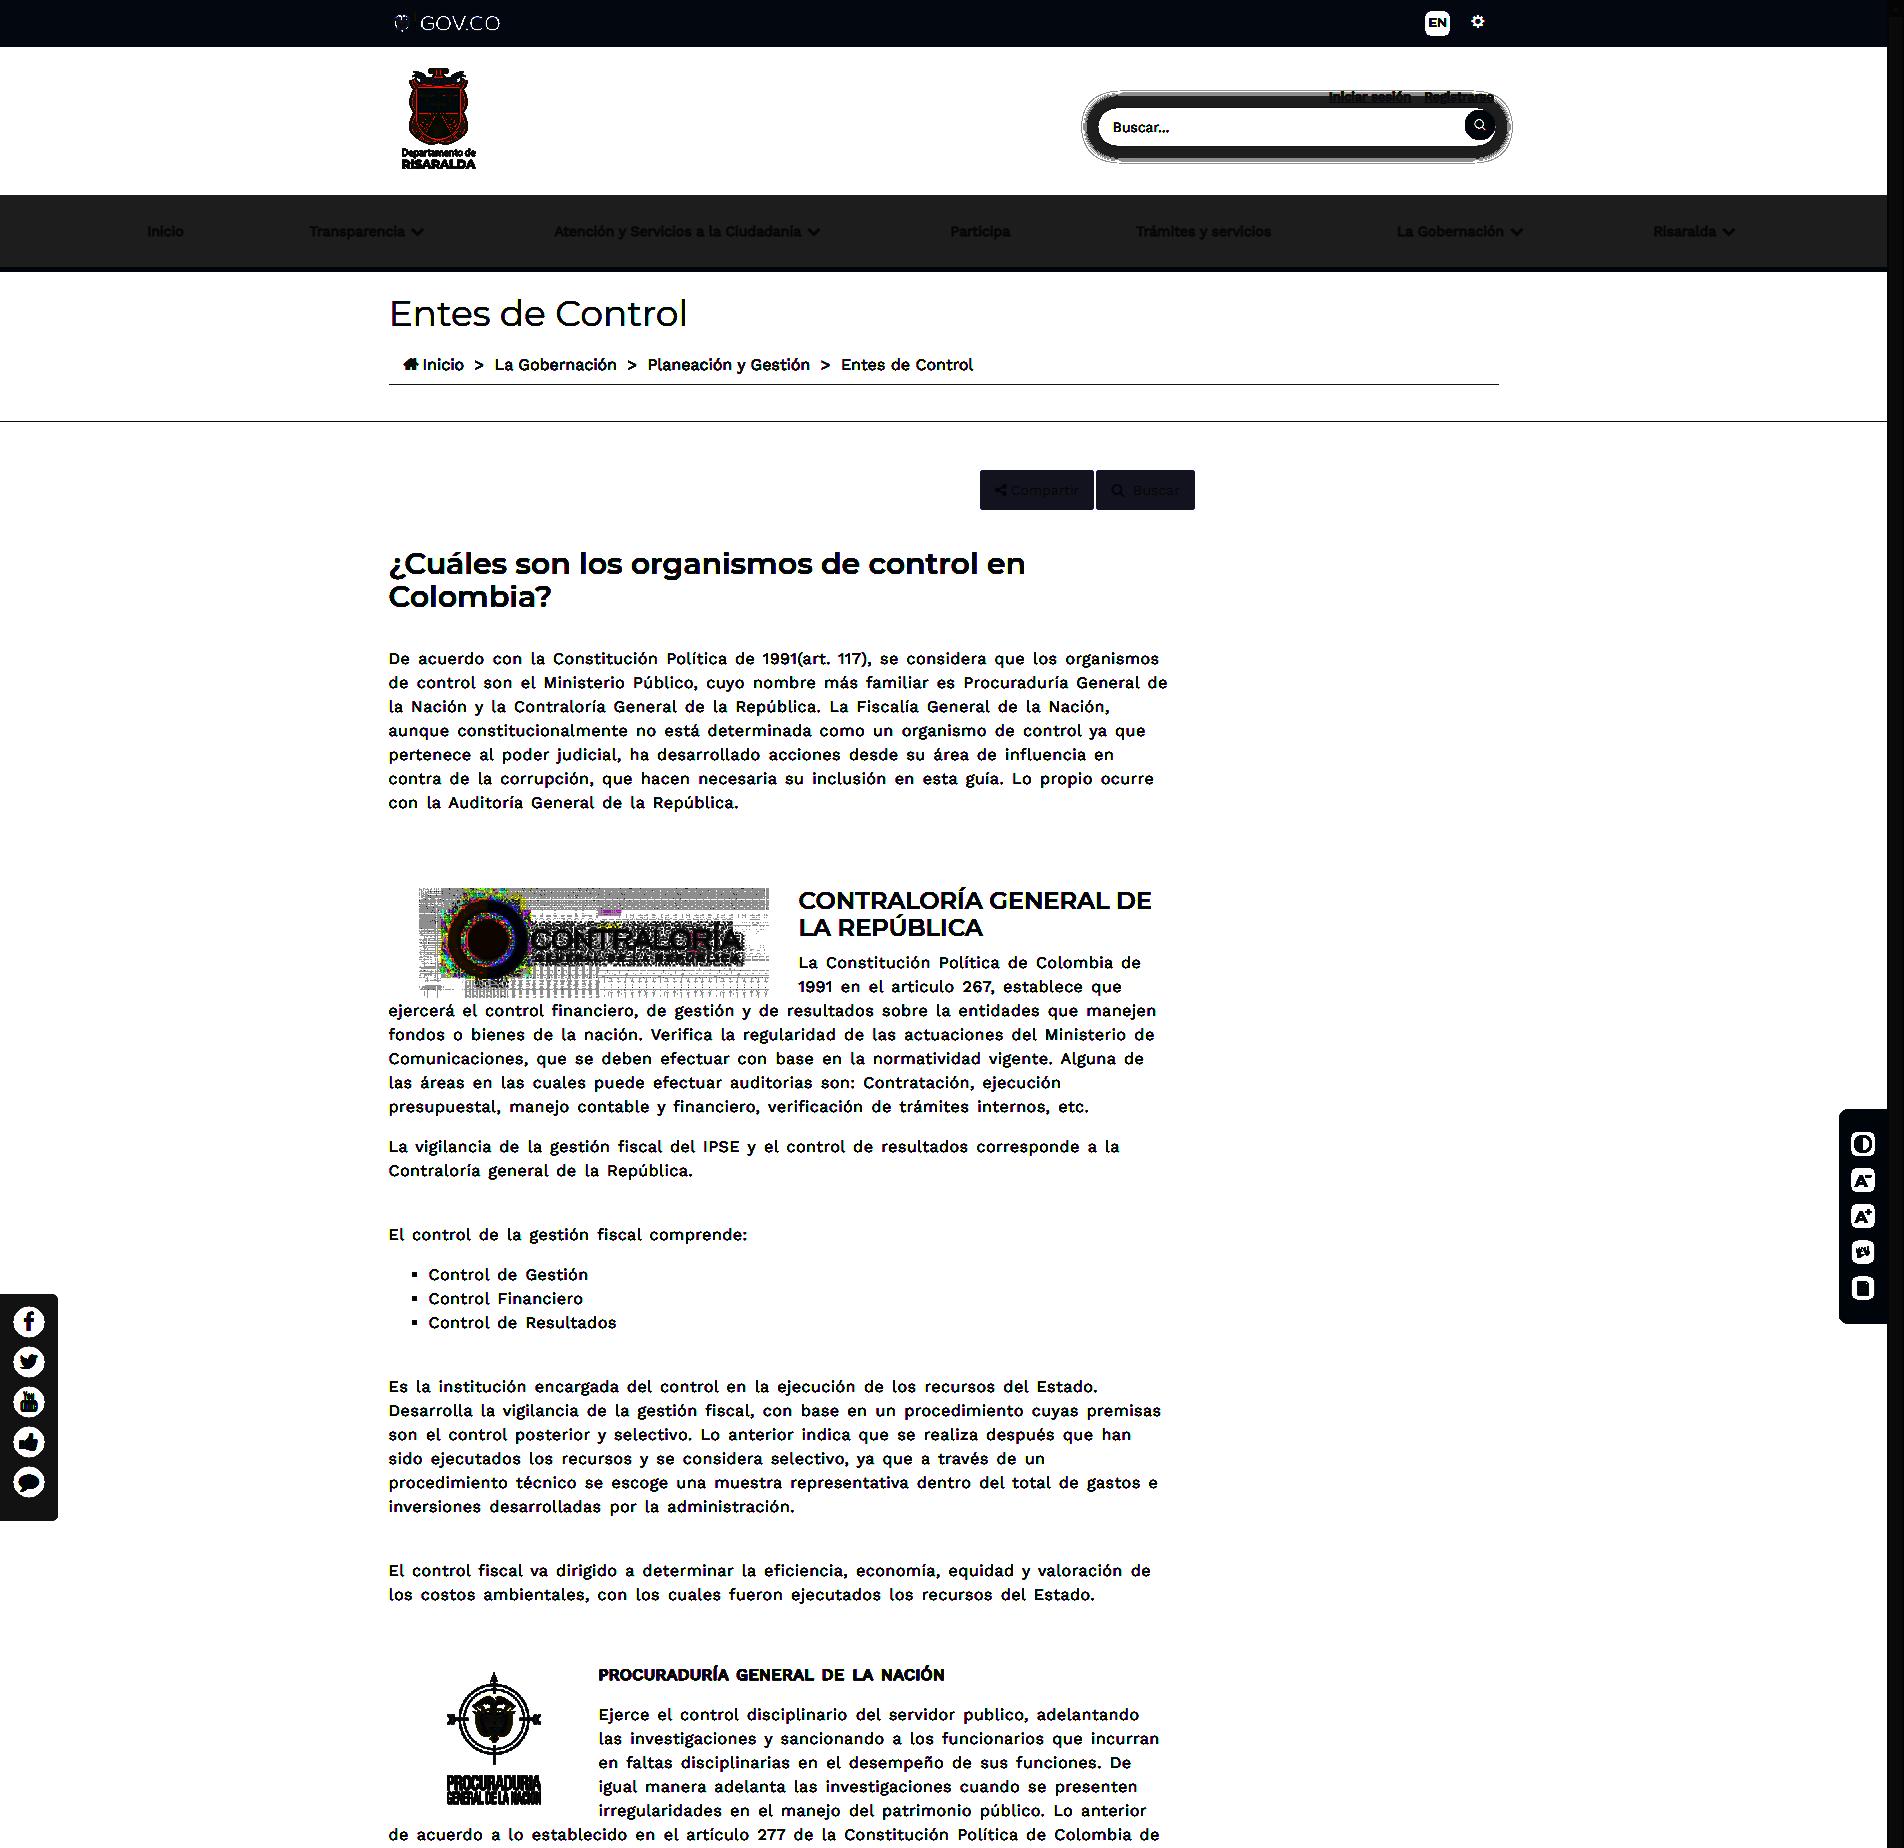 GOV.CO
EN
Departamento de
RISARALDA
Iniciar sesión Registrarse
Buscar...
Inicio Transparencia Atención y Servicios a la Ciudadanía Participa Trámites y servicios La Gobernación Risaralda
Entes de Control
Inicio > La Gobernación > Planeación y Gestión > Entes de Control
Compartir Buscar
¿Cuáles son los organismos de control en
Colombia?
De acuerdo con la Constitución Política de 1991(art. 117), se considera que los organismos
de control son el Ministerio Público, cuyo nombre más familiar es Procuraduría General de
la Nación y la Contraloría General de la República. La Fiscalía General de la Nación,
aunque constitucionalmente no está determinada como un organismo de control ya que
pertenece al poder judicial, ha desarrollado acciones desde su área de influencia en
contra de la corrupción, que hacen necesaria su inclusión en esta guía. Lo propio ocurre
con la Auditoría General de la República.
CONTRALORÍA
GENERAL DE LA REPÚBLICA
CONTRALORÍA GENERAL DE
LA REPÚBLICA
La Constitución Política de Colombia de
1991 en el articulo 267, establece que
ejercerá el control financiero, de gestión y de resultados sobre la entidades que manejen
fondos o bienes de la nación. Verifica la regularidad de las actuaciones del Ministerio de
Comunicaciones, que se deben efectuar con base en la normatividad vigente. Alguna de
las áreas en las cuales puede efectuar auditorias son: Contratación, ejecución
presupuestal, manejo contable y financiero, verificación de trámites internos, etc.
La vigilancia de la gestión fiscal del IPSE y el control de resultados corresponde a la
Contraloría general de la República.
El control de la gestión fiscal comprende:
▪ Control de Gestión
▪ Control Financiero
▪ Control de Resultados
Es la institución encargada del control en la ejecución de los recursos del Estado.
Desarrolla la vigilancia de la gestión fiscal, con base en un procedimiento cuyas premisas
son el control posterior y selectivo. Lo anterior indica que se realiza después que han
sido ejecutados los recursos y se considera selectivo, ya que a través de un
procedimiento técnico se escoge una muestra representativa dentro del total de gastos e
inversiones desarrolladas por la administración.
El control fiscal va dirigido a determinar la eficiencia, economía, equidad y valoración de
los costos ambientales, con los cuales fueron ejecutados los recursos del Estado.
PROCURADURIA
GENERAL DE LA NACION
PROCURADURÍA GENERAL DE LA NACIÓN
Ejerce el control disciplinario del servidor publico, adelantando
las investigaciones y sancionando a los funcionarios que incurran
en faltas disciplinarias en el desempeño de sus funciones. De
igual manera adelanta las investigaciones cuando se presenten
irregularidades en el manejo del patrimonio público. Lo anterior
de acuerdo a lo establecido en el artículo 277 de la Constitución Política de Colombia de
A-
A+